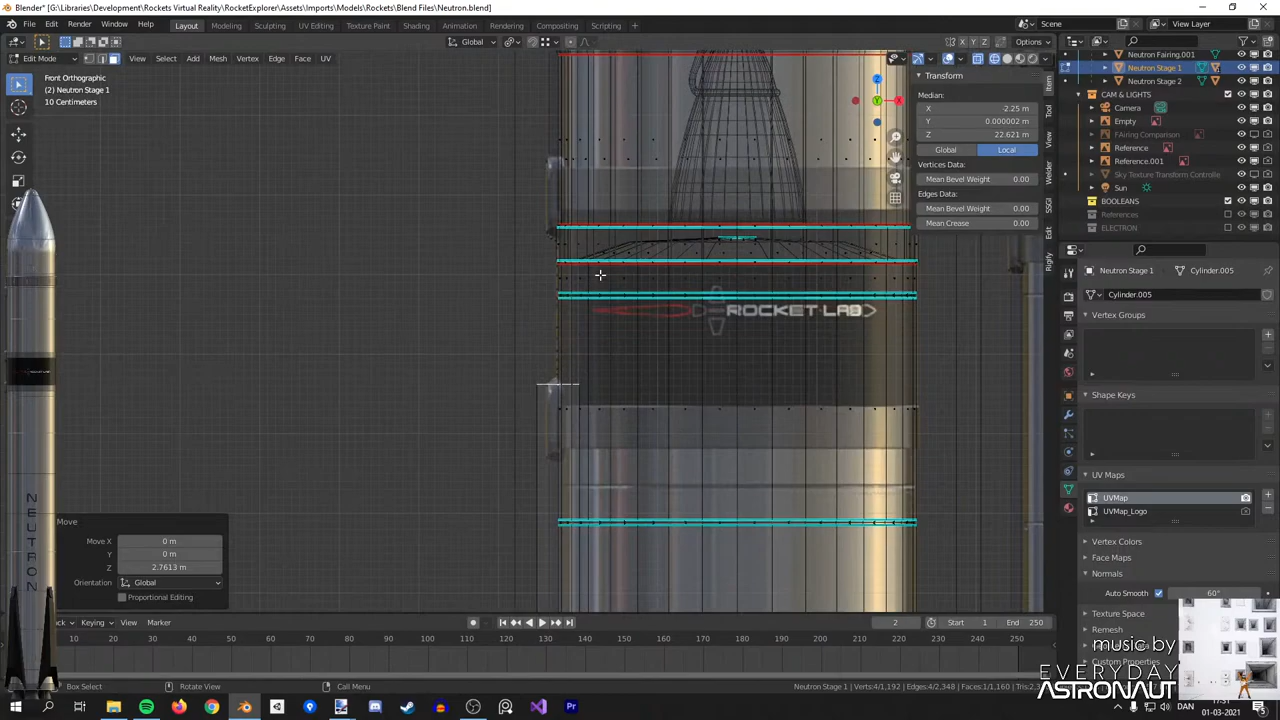 Blender* [G:\Libraries\Development\Rockets Virtual Reality\RocketExplorer\Assets\Imports\Models\Rockets\Blend Files\Neutron.blend]
File Edit Render Window Help Layout Modeling Sculpting UV Editing Texture Paint Shading Animation Rendering Compositing Scripting Scene View Layer
Global X Y Z Options
Edit Mode View Select Add Mesh Vertex Edge Face UV
Front Orthographic
(2) Neutron Stage 1
10 Centimeters
Transform
Median:
X -2.25 m
Y 0.000002 m
Z 22.621 m
Global Local
Vertices Data:
Mean Bevel Weight 0.00
Edges Data:
Mean Bevel Weight 0.00
Mean Crease 0.00
Item
Tool
View
Welder
SSGI
Edit
Rigify
Neutron Fairing.001
Neutron Stage 1
Neutron Stage 2
CAM & LIGHTS
Camera
Empty
FAiring Comparison
Reference
Reference.001
Sky Texture Transform Controlle
Sun
BOOLEANS
References
ELECTRON
Neutron Stage 1 Cylinder.005
Cylinder.005
Vertex Groups
Shape Keys
UV Maps
UVMap
UVMap_Logo
Vertex Colors
Face Maps
Normals
Auto Smooth 60°
Texture Space
Remesh
ROCKET LAB
NEUTRON
Move
Move X 0 m
Y 0 m
Z 2.7613 m
Orientation Global
Proportional Editing
Keying View Marker
2 Start 1 End 250
10 20 30 40 50 60 70 80 90 100 110 120 130 140 150 160 170 180 190 200 210 220 230 240 250
Box Select Rotate View Call Menu
music by
EVERYDAY
ASTRONAUT
DAN
01-03-2021